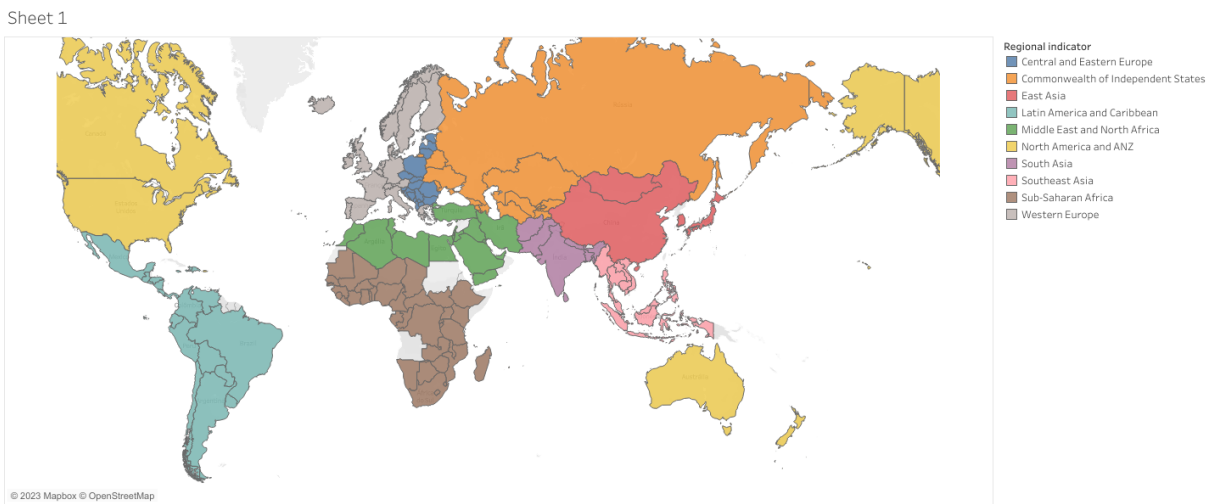 Sheet 1
Regional indicator
Central and Eastern Europe
Commonwealth of Independent States
East Asia
Latin America and Caribbean
Middle East and North Africa
North America and ANZ
South Asia
Southeast Asia
Sub-Saharan Africa
Western Europe
© 2023 Mapbox © OpenStreetMap